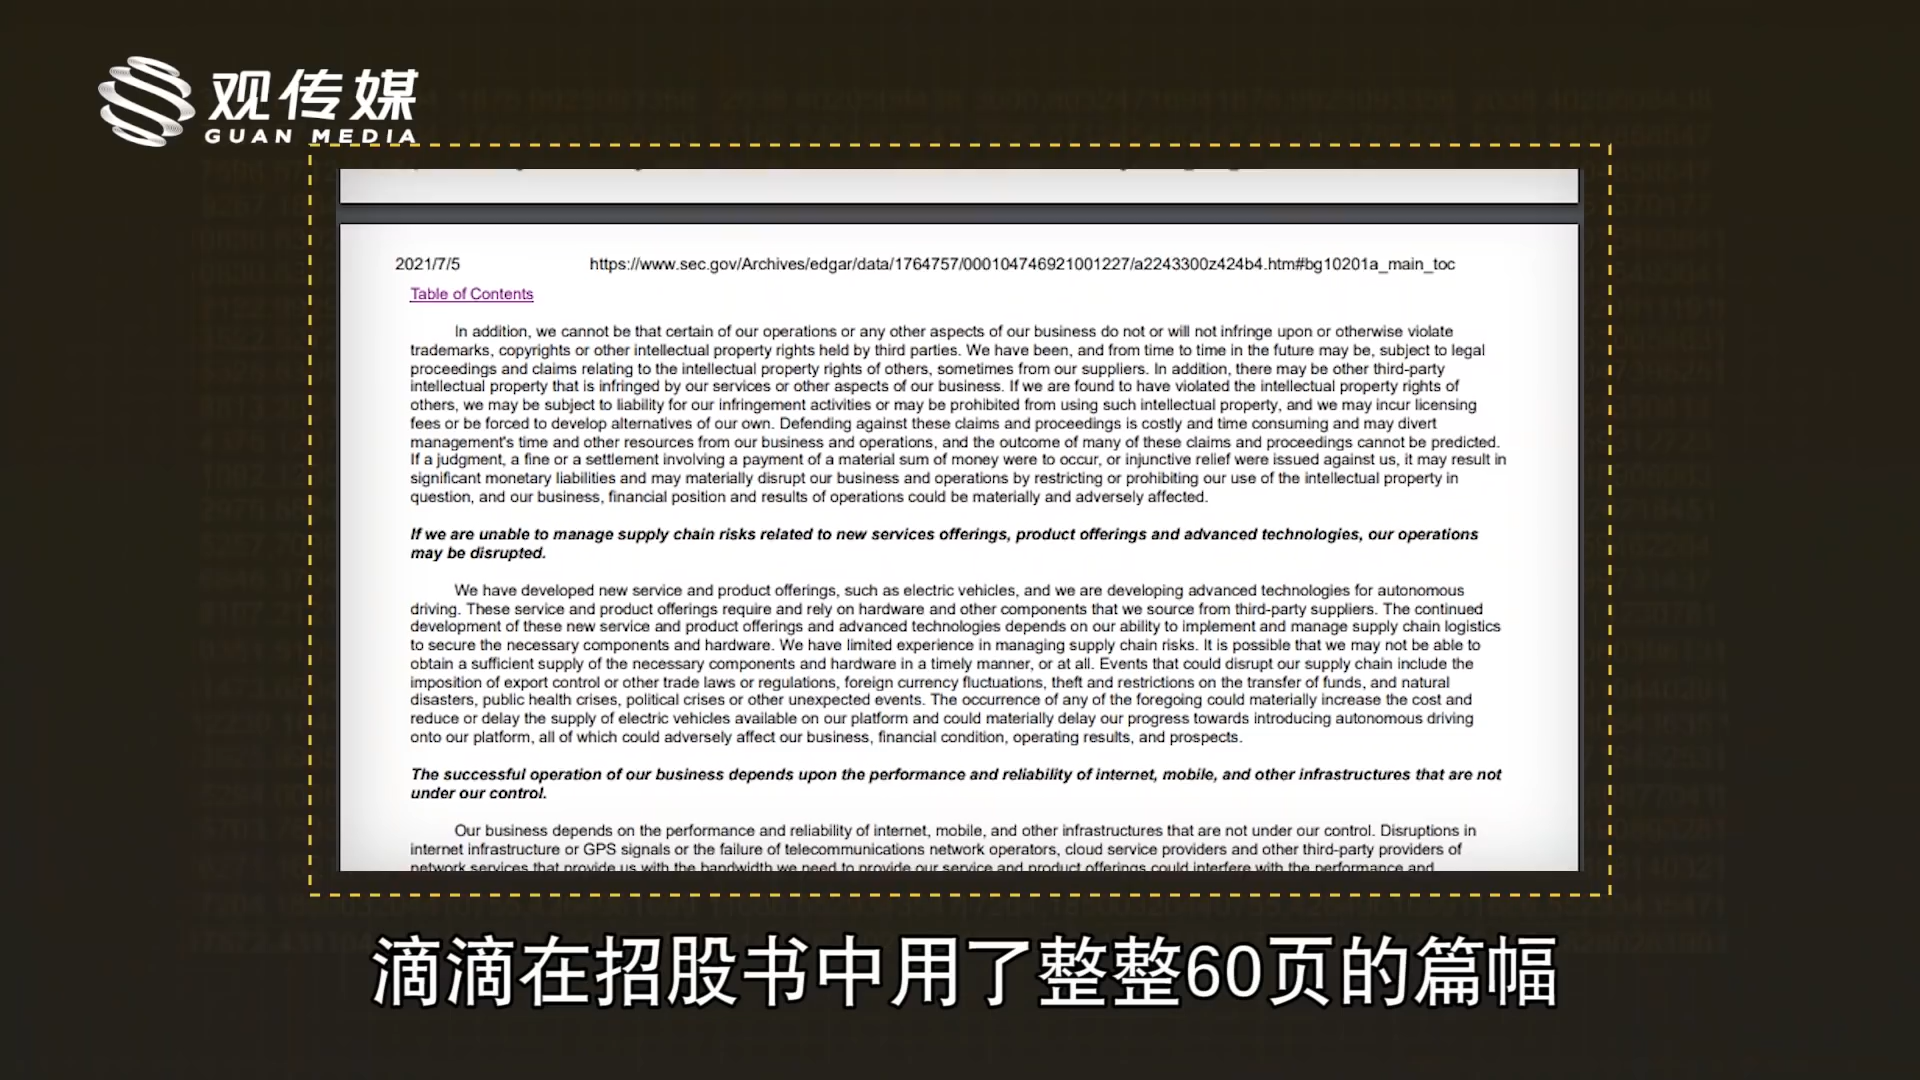 观传媒
GUAN MEDIA
2021/7/5 https://www.sec.gov/Archives/edgar/data/1764757/000104746921001227/a2243300z424b4.htm#bg10201a_main_toc
Table of Contents
In addition, we cannot be that certain of our operations or any other aspects of our business do not or will not infringe upon or otherwise violate
trademarks, copyrights or other intellectual property rights held by third parties. We have been, and from time to time in the future may be, subject to legal
proceedings and claims relating to the intellectual property rights of others, sometimes from our suppliers. In addition, there may be other third-party
intellectual property that is infringed by our services or other aspects of our business. If we are found to have violated the intellectual property rights of
others, we may be subject to liability for our infringement activities or may be prohibited from using such intellectual property, and we may incur licensing
fees or be forced to develop alternatives of our own. Defending against these claims and proceedings is costly and time consuming and may divert
management's time and other resources from our business and operations, and the outcome of many of these claims and proceedings cannot be predicted.
If a judgment, a fine or a settlement involving a payment of a material sum of money were to occur, or injunctive relief were issued against us, it may result in
significant monetary liabilities and may materially disrupt our business and operations by restricting or prohibiting our use of the intellectual property in
question, and our business, financial position and results of operations could be materially and adversely affected.
If we are unable to manage supply chain risks related to new services offerings, product offerings and advanced technologies, our operations
may be disrupted.
We have developed new service and product offerings, such as electric vehicles, and we are developing advanced technologies for autonomous
driving. These service and product offerings require and rely on hardware and other components that we source from third-party suppliers. The continued
development of these new service and product offerings and advanced technologies depends on our ability to implement and manage supply chain logistics
to secure the necessary components and hardware. We have limited experience in managing supply chain risks. It is possible that we may not be able to
obtain a sufficient supply of the necessary components and hardware in a timely manner, or at all. Events that could disrupt our supply chain include the
imposition of export control or other trade laws or regulations, foreign currency fluctuations, theft and restrictions on the transfer of funds, and natural
disasters, public health crises, political crises or other unexpected events. The occurrence of any of the foregoing could materially increase the cost and
reduce or delay the supply of electric vehicles available on our platform and could materially delay our progress towards introducing autonomous driving
onto our platform, all of which could adversely affect our business, financial condition, operating results, and prospects.
The successful operation of our business depends upon the performance and reliability of internet, mobile, and other infrastructures that are not
under our control.
Our business depends on the performance and reliability of internet, mobile, and other infrastructures that are not under our control. Disruptions in
internet infrastructure or GPS signals or the failure of telecommunications network operators, cloud service providers and other third-party providers of
network services that provide us with the bandwidth we need to provide our service and product offerings could interfere with the performance and
滴滴在招股书中用了整整60页的篇幅